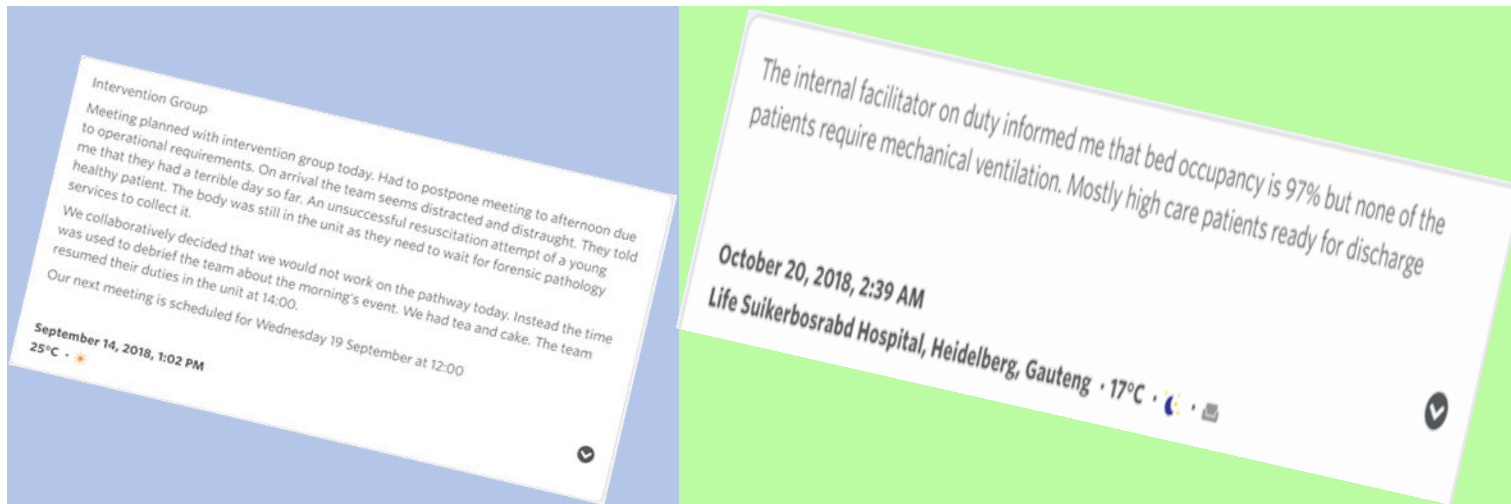 Intervention Group
Meeting planned with intervention group today. Had to postpone meeting to afternoon due
to operational requirements. On arrival the team seems distracted and distraught. They told
me that they had a terrible day so far. An unsuccessful resuscitation attempt of a young
healthy patient. The body was still in the unit as they need to wait for forensic pathology
services to collect it.
We collaboratively decided that we would not work on the pathway today. Instead the time
was used to debrief the team about the morning's event. We had tea and cake. The team
resumed their duties in the unit at 14:00.
Our next meeting is scheduled for Wednesday 19 September at 12:00
September 14, 2018, 1:02 PM
25°C ·
The internal facilitator on duty informed me that bed occupancy is 97% but none of the
patients require mechanical ventilation. Mostly high care patients ready for discharge
October 20, 2018, 2:39 AM
Life Suikerbosrabd Hospital, Heidelberg, Gauteng · 17°C · ·